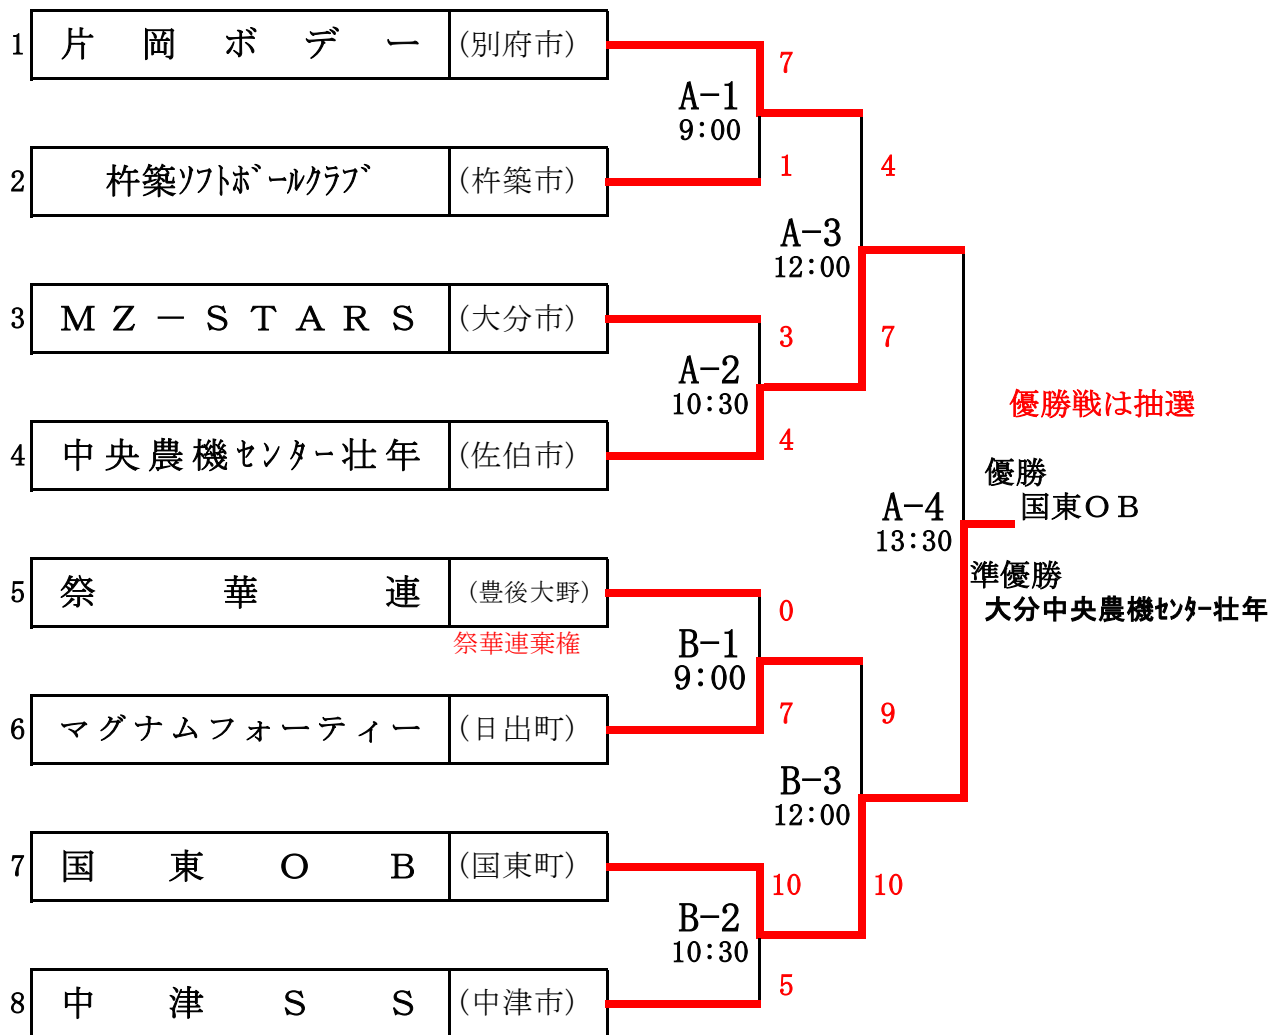 1 片岡ボデー (別府市)
7
A-1
9:00
2 杵築ｿﾌﾄﾎﾞｰﾙｸﾗﾌﾞ (杵築市)
1
4
A-3
12:00
3 ＭＺ－ＳＴＡＲＳ (大分市)
3
7
A-2
10:30
4 中央農機ｾﾝﾀｰ壮年 (佐伯市)
4
優勝戦は抽選
優勝
国東ＯＢ
A-4
13:30
準優勝
大分中央農機ｾﾝﾀｰ壮年
5 祭華連 (豊後大野)
0
祭華連棄権
B-1
9:00
6 マグナムフォーティー (日出町)
7
9
B-3
12:00
7 国東ＯＢ (国東町)
10
10
B-2
10:30
8 中津ＳＳ (中津市)
5